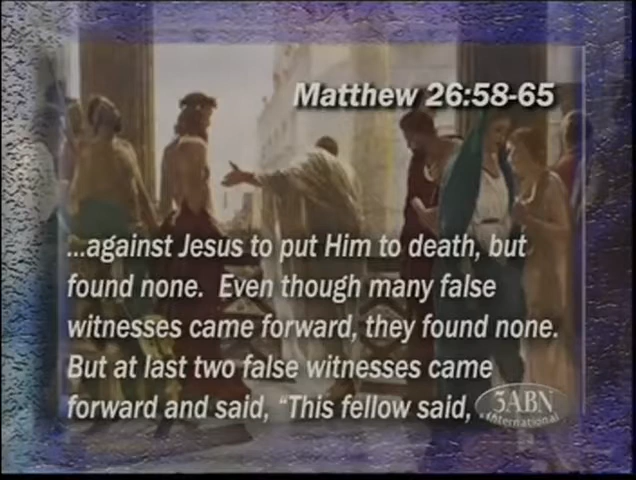 Matthew 26:58-65
...against Jesus to put Him to death, but
found none. Even though many false
witnesses came forward, they found none.
But at last two false witnesses came
forward and said, “This fellow said,
3ABN
International